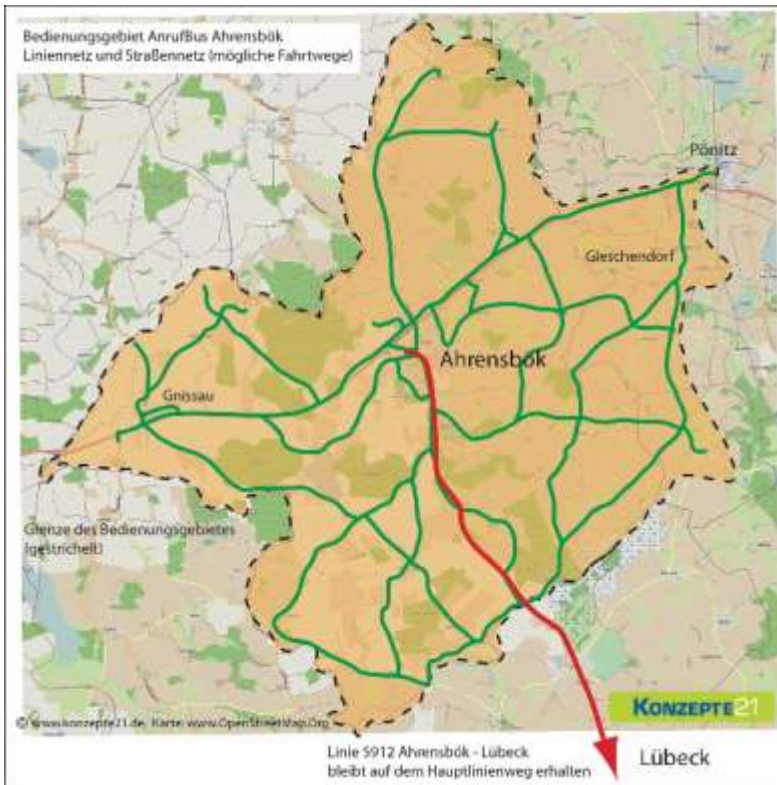 Bedienungsgebiet AnrufBus Ahrensbök
Liniennetz und Straßennetz (mögliche Fahrtwege)
Pönitz
Gleschendorf
Ahrensbök
Gnissau
Grenze des Bedienungsgebietes
(gestrichelt)
KONZEPTE21
© www.konzepte21.de, Karte: www.OpenStreetMap.Org
Linie 5912 Ahrensbök - Lübeck
bleibt auf dem Hauptlinienweg erhalten
Lübeck